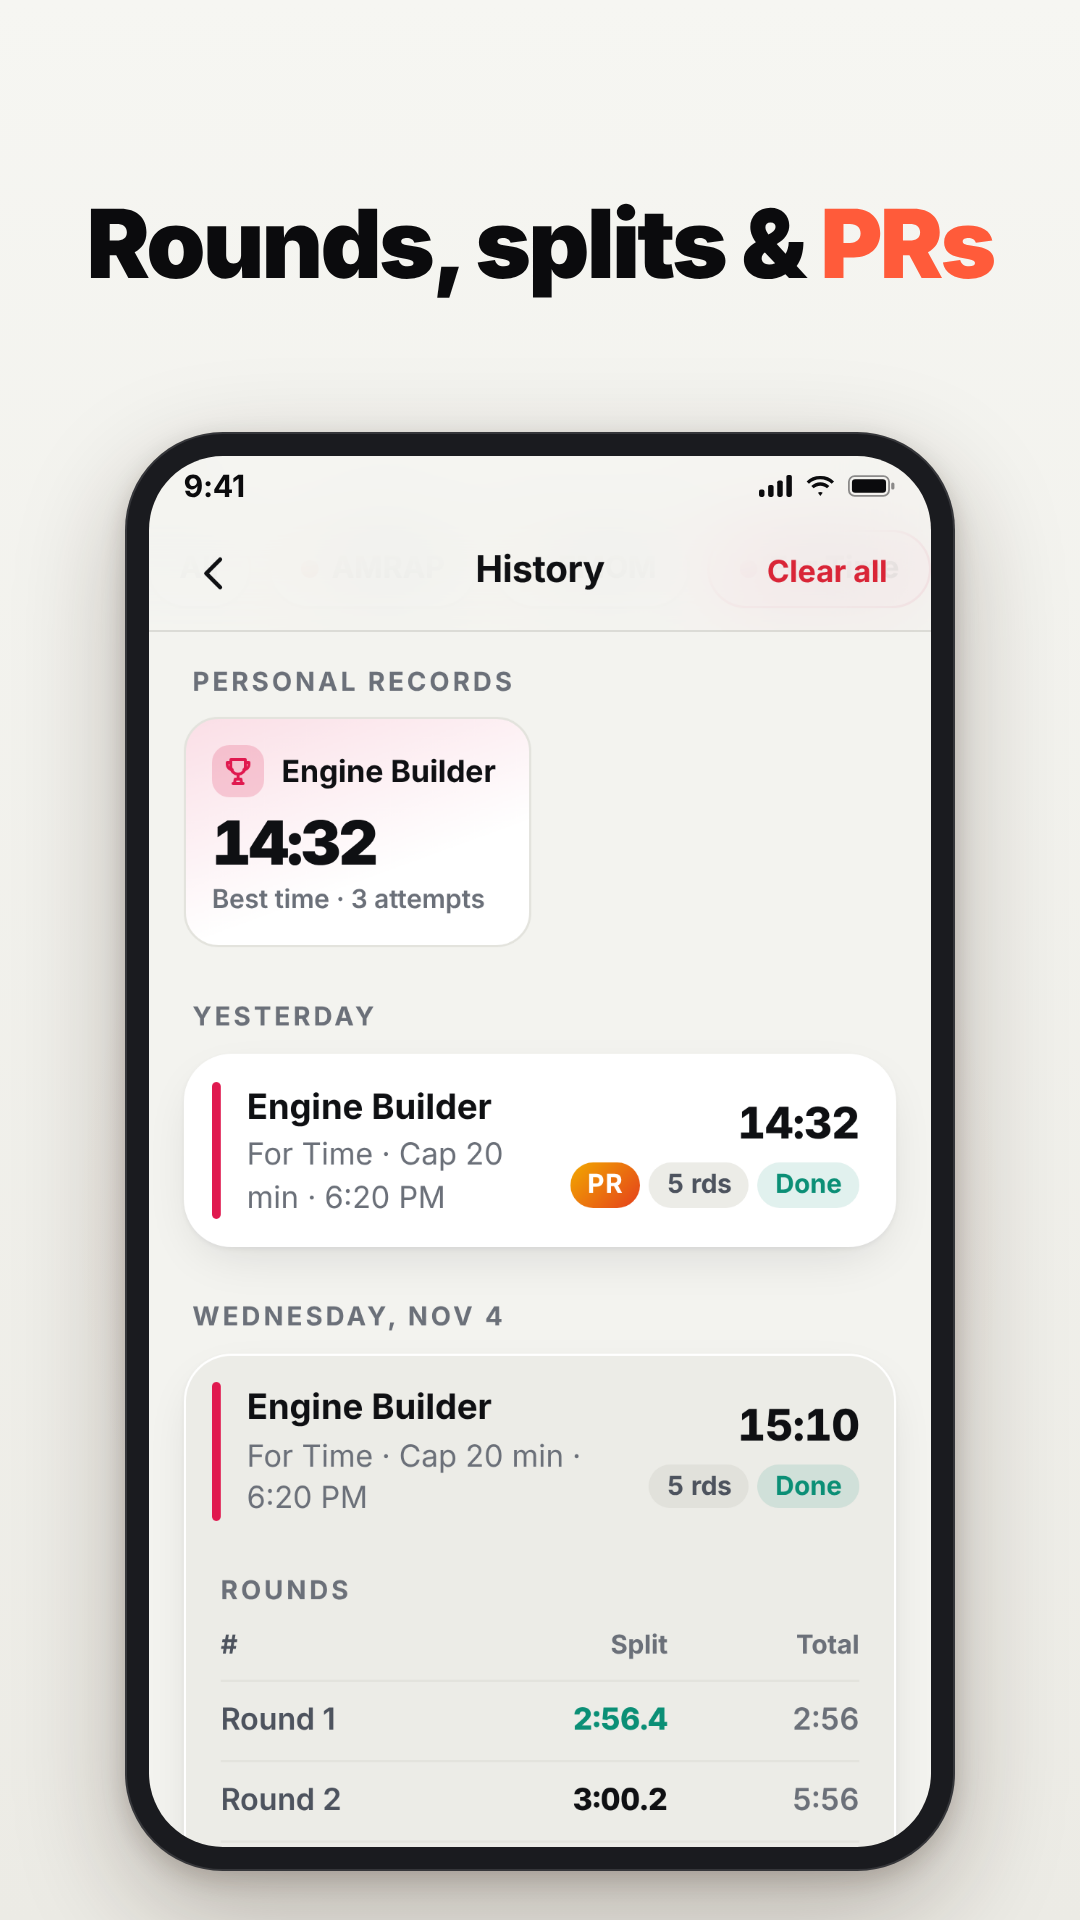 Rounds, splits & PRs
9:41
AMRAP
History
Clear all
PERSONAL RECORDS
Engine Builder
14:32
Best time · 3 attempts
YESTERDAY
Engine Builder
14:32
For Time · Cap 20
min · 6:20 PM
PR
5 rds
Done
WEDNESDAY, NOV 4
Engine Builder
15:10
For Time · Cap 20 min ·
6:20 PM
5 rds
Done
ROUNDS
# Split Total
Round 1 2:56.4 2:56
Round 2 3:00.2 5:56